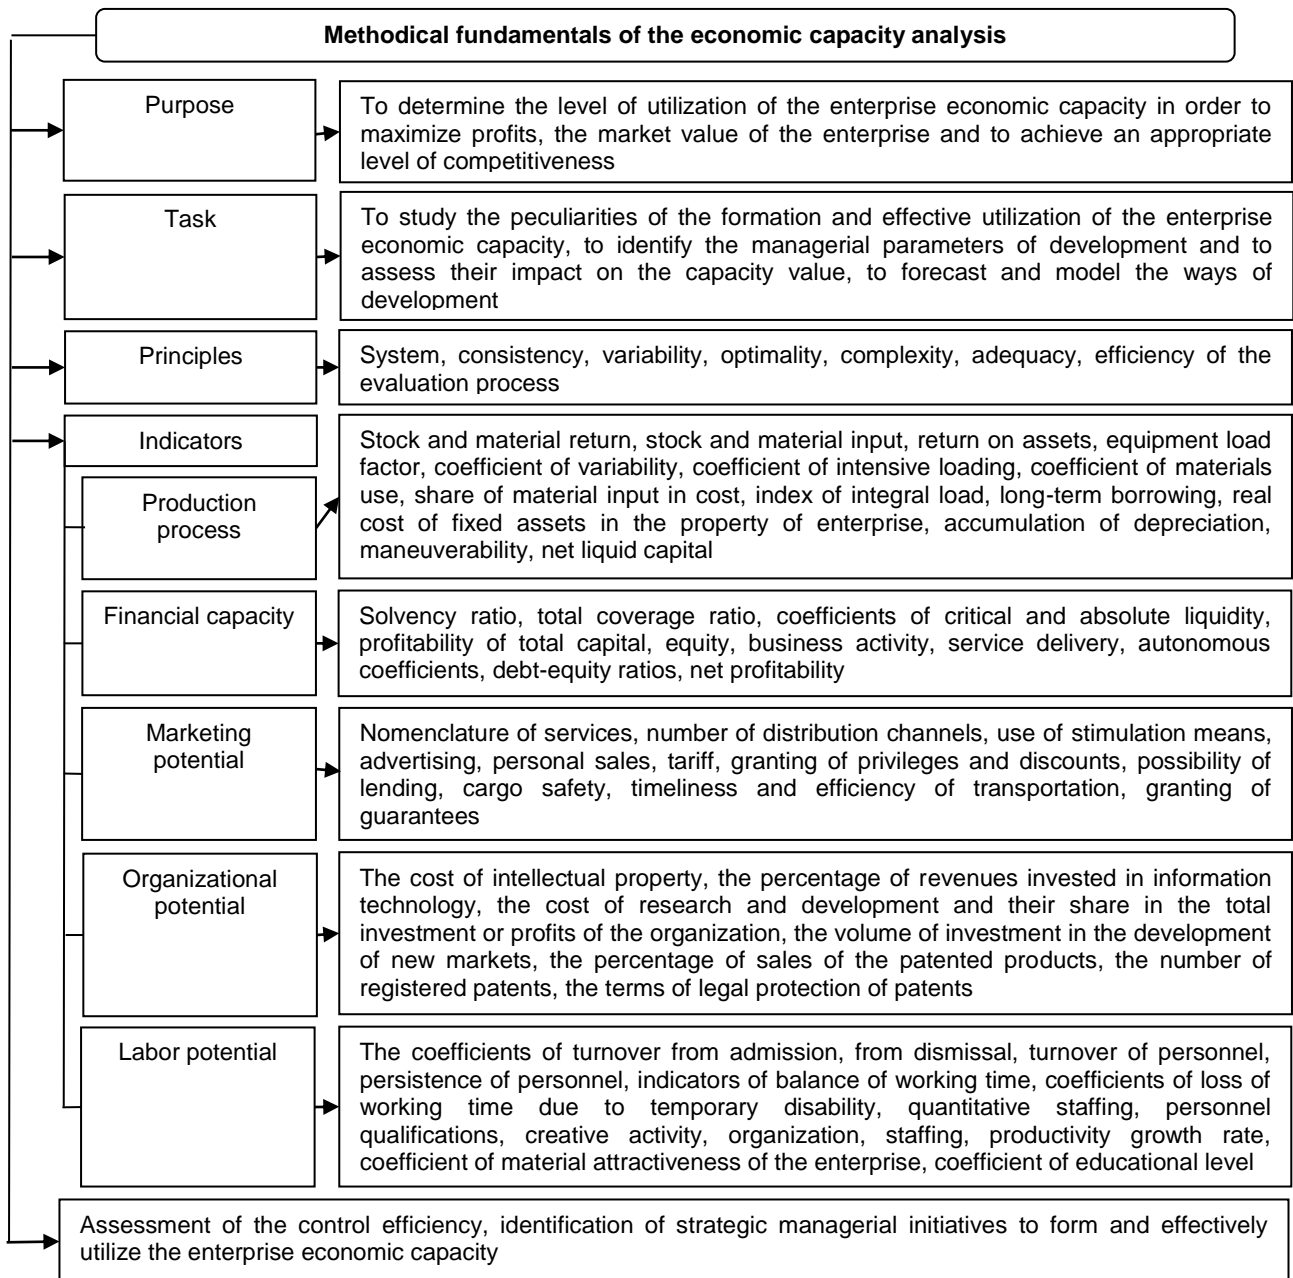 Methodical fundamentals of the economic capacity analysis
Purpose
To determine the level of utilization of the enterprise economic capacity in order to
maximize profits, the market value of the enterprise and to achieve an appropriate
level of competitiveness
Task
To study the peculiarities of the formation and effective utilization of the enterprise
economic capacity, to identify the managerial parameters of development and to
assess their impact on the capacity value, to forecast and model the ways of
development
Principles
System, consistency, variability, optimality, complexity, adequacy, efficiency of the
evaluation process
Indicators
Production
process
Stock and material return, stock and material input, return on assets, equipment load
factor, coefficient of variability, coefficient of intensive loading, coefficient of materials
use, share of material input in cost, index of integral load, long-term borrowing, real
cost of fixed assets in the property of enterprise, accumulation of depreciation,
maneuverability, net liquid capital
Financial capacity
Solvency ratio, total coverage ratio, coefficients of critical and absolute liquidity,
profitability of total capital, equity, business activity, service delivery, autonomous
coefficients, debt-equity ratios, net profitability
Marketing
potential
Nomenclature of services, number of distribution channels, use of stimulation means,
advertising, personal sales, tariff, granting of privileges and discounts, possibility of
lending, cargo safety, timeliness and efficiency of transportation, granting of
guarantees
Organizational
potential
The cost of intellectual property, the percentage of revenues invested in information
technology, the cost of research and development and their share in the total
investment or profits of the organization, the volume of investment in the development
of new markets, the percentage of sales of the patented products, the number of
registered patents, the terms of legal protection of patents
Labor potential
The coefficients of turnover from admission, from dismissal, turnover of personnel,
persistence of personnel, indicators of balance of working time, coefficients of loss of
working time due to temporary disability, quantitative staffing, personnel
qualifications, creative activity, organization, staffing, productivity growth rate,
coefficient of material attractiveness of the enterprise, coefficient of educational level
Assessment of the control efficiency, identification of strategic managerial initiatives to form and effectively
utilize the enterprise economic capacity